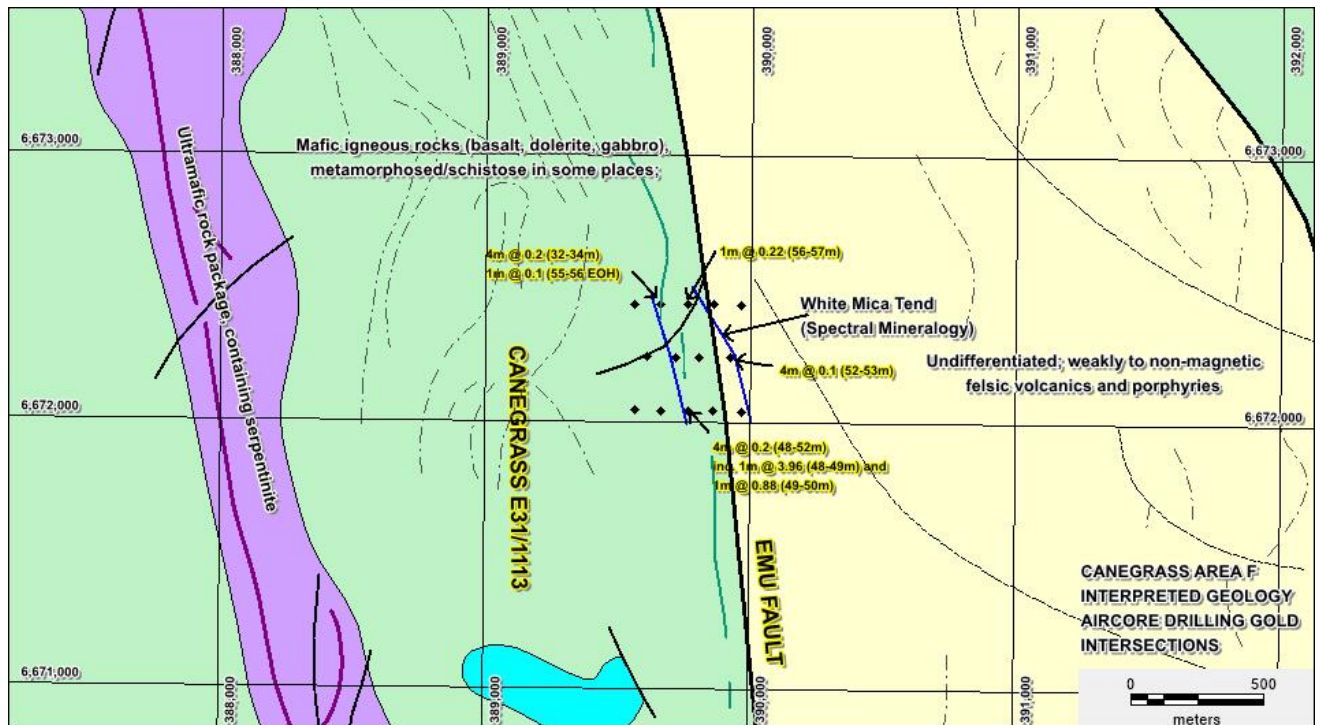 388,000
389,000
390,000
391,000
392,000
6,673,000
6,673,000
Mafic igneous rocks (basalt, dolerite, gabbro),
metamorphosed/schistose in some places;
Ultramafic rock package, containing serpentinite
4m @ 0.2 (32-34m)
1m @ 0.1 (55-56 EOH)
1m @ 0.22 (56-57m)
White Mica Tend
(Spectral Mineralogy)
4m @ 0.1 (52-53m)
Undifferentiated; weakly to non-magnetic
felsic volcanics and porphyries
6,672,000
6,672,000
CANEGRASS E31/1113
4m @ 0.2 (48-52m)
inc. 1m @ 3.96 (48-49m) and
1m @ 0.88 (49-50m)
EMU FAULT
CANEGRASS AREA F
INTERPRETED GEOLOGY
AIRCORE DRILLING GOLD
INTERSECTIONS
6,671,000
388,000
389,000
390,000
391,000
0 500
meters